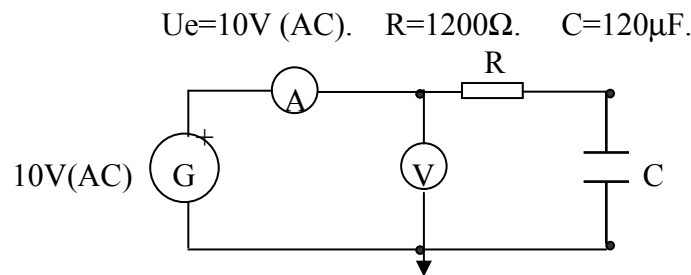 Ue=10V (AC). R=1200Ω. C=120μF.
R
A
+
10V(AC) G V C